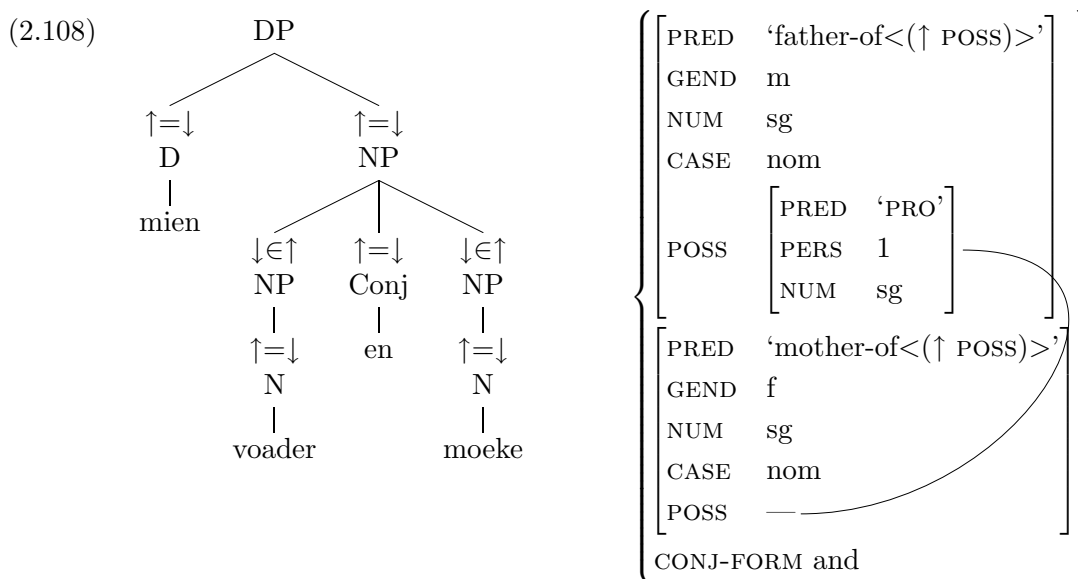 (2.108)
DP
↑=↓ ↑=↓
D NP
mien
↓∈↑ ↑=↓ ↓∈↑
NP Conj NP
↑=↓ en ↑=↓
N N
voader moeke
PRED ‘father-of<(↑ POSS)>’
GEND m
NUM sg
CASE nom
POSS
PRED ‘PRO’
PERS 1
NUM sg
PRED ‘mother-of<(↑ POSS)>’
GEND f
NUM sg
CASE nom
POSS —
CONJ-FORM and